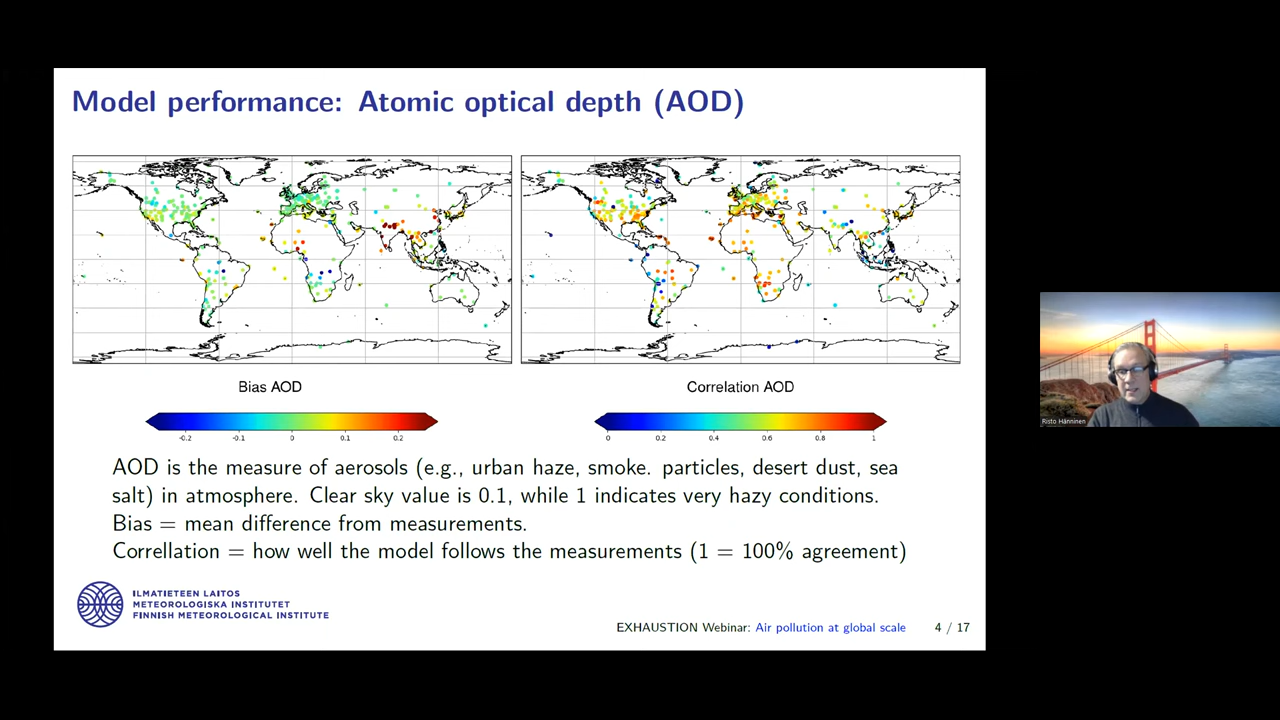 Model performance: Atomic optical depth (AOD)
Bias AOD
Correlation AOD
-0.2 -0.1 0 0.1 0.2
0 0.2 0.4 0.6 0.8 1
AOD is the measure of aerosols (e.g., urban haze, smoke. particles, desert dust, sea
salt) in atmosphere. Clear sky value is 0.1, while 1 indicates very hazy conditions.
Bias = mean difference from measurements.
Correllation = how well the model follows the measurements (1 = 100% agreement)
ILMATIETEEN LAITOS
METEOROLOGISKA INSTITUTET
FINNISH METEOROLOGICAL INSTITUTE
EXHAUSTION Webinar: Air pollution at global scale 4 / 17
Risto Hänninen